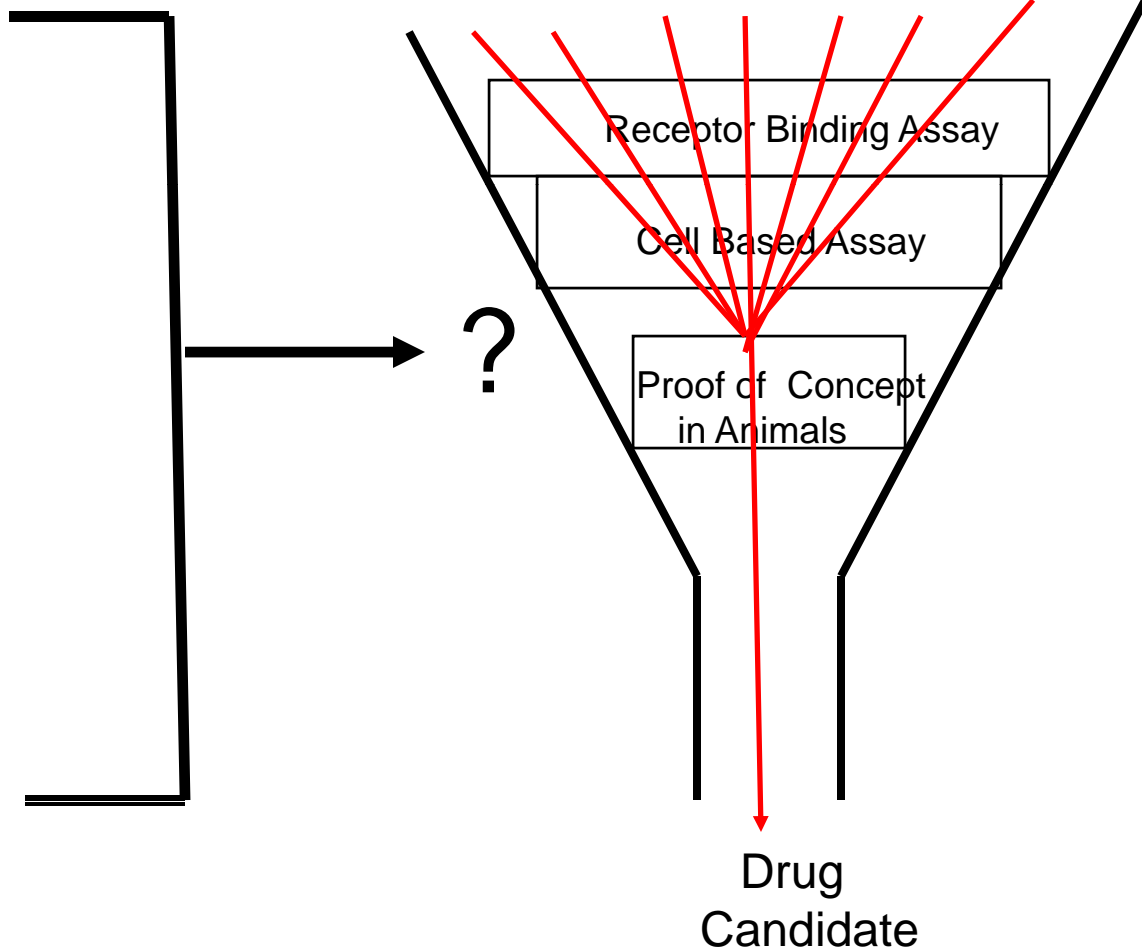 Receptor Binding Assay
Cell Based Assay
?
Proof of Concept
in Animals
Drug
Candidate